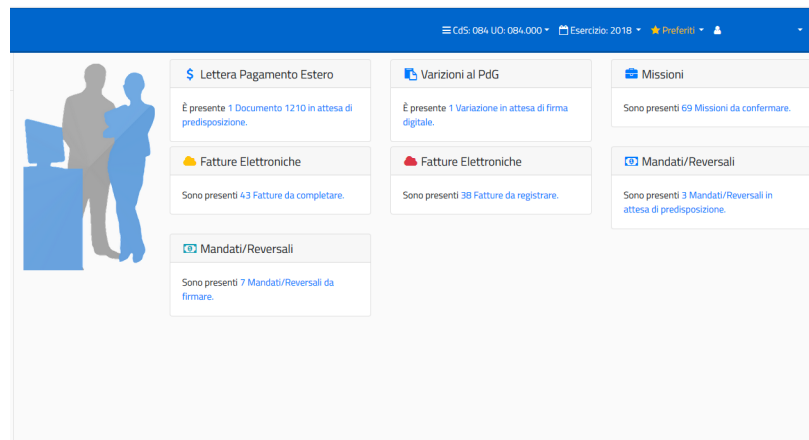 CdS: 084 UO: 084.000 Esercizio: 2018 Preferiti
Lettera Pagamento Estero
È presente 1 Documento 1210 in attesa di
predisposizione.
Varizioni al PdG
È presente 1 Variazione in attesa di firma
digitale.
Missioni
Sono presenti 69 Missioni da confermare.
Fatture Elettroniche
Sono presenti 43 Fatture da completare.
Fatture Elettroniche
Sono presenti 38 Fatture da registrare.
Mandati/Reversali
Sono presenti 3 Mandati/Reversali in
attesa di predisposizione.
Mandati/Reversali
Sono presenti 7 Mandati/Reversali da
firmare.